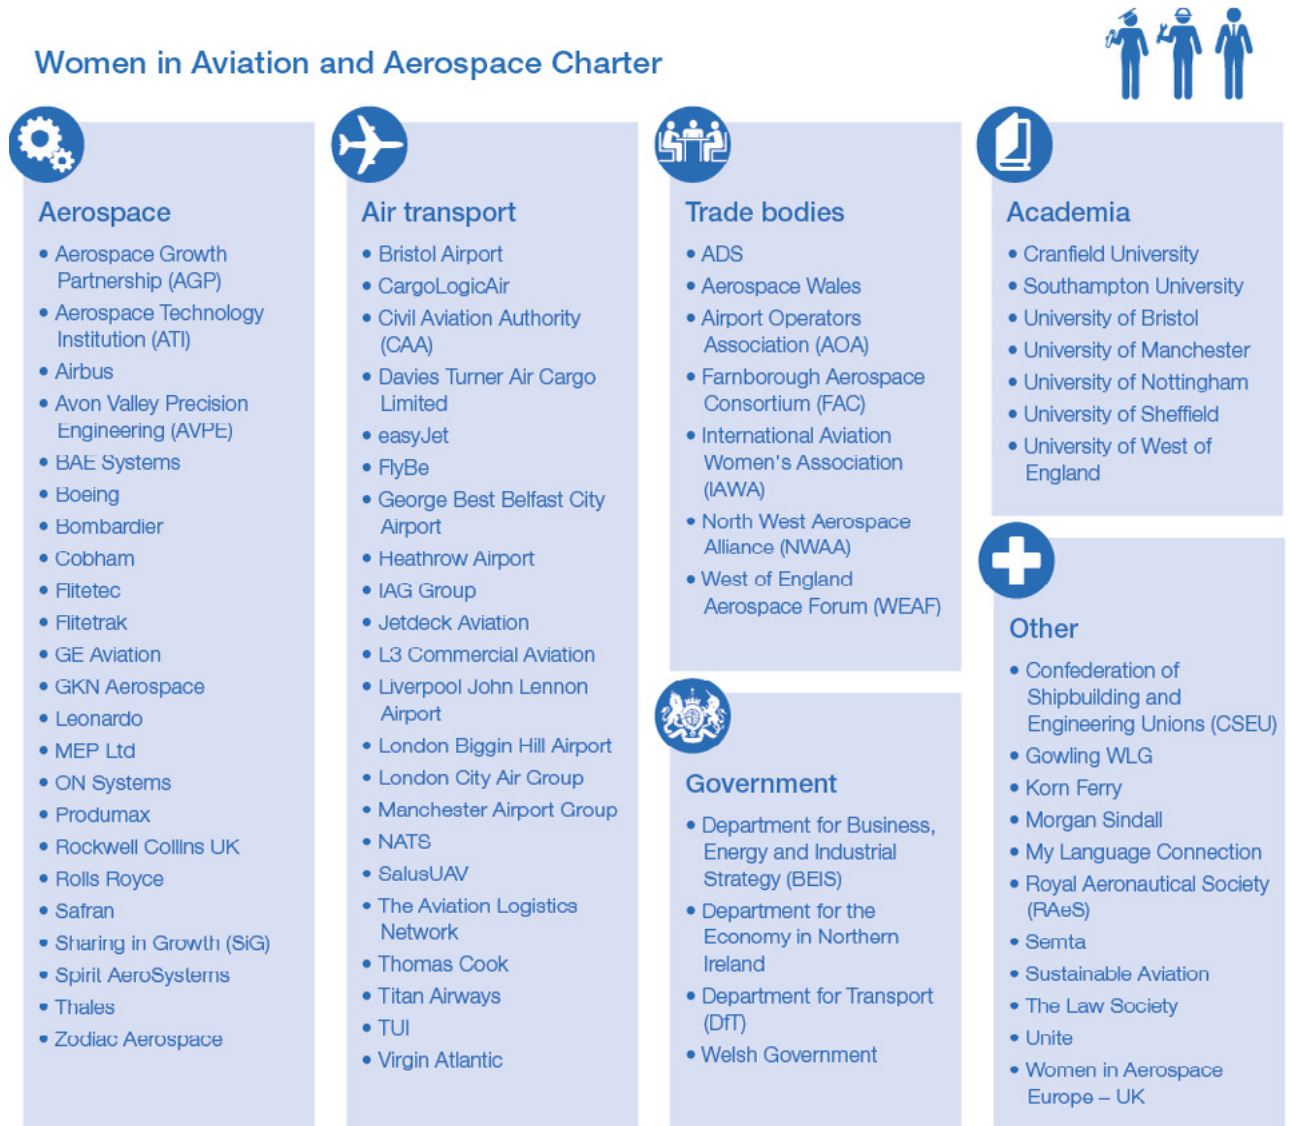 Women in Aviation and Aerospace Charter
Aerospace
• Aerospace Growth
Partnership (AGP)
• Aerospace Technology
Institution (ATI)
• Airbus
• Avon Valley Precision
Engineering (AVPE)
• BAE Systems
• Boeing
• Bombardier
• Cobham
• Flitetec
• Flitetrak
• GE Aviation
• GKN Aerospace
• Leonardo
• MEP Ltd
• ON Systems
• Produmax
• Rockwell Collins UK
• Rolls Royce
• Safran
• Sharing in Growth (SiG)
• Spirit AeroSystems
• Thales
• Zodiac Aerospace
Air transport
• Bristol Airport
• CargoLogicAir
• Civil Aviation Authority
(CAA)
• Davies Turner Air Cargo
Limited
• easyJet
• FlyBe
• George Best Belfast City
Airport
• Heathrow Airport
• IAG Group
• Jetdeck Aviation
• L3 Commercial Aviation
• Liverpool John Lennon
Airport
• London Biggin Hill Airport
• London City Air Group
• Manchester Airport Group
• NATS
• SalusUAV
• The Aviation Logistics
Network
• Thomas Cook
• Titan Airways
• TUI
• Virgin Atlantic
Trade bodies
• ADS
• Aerospace Wales
• Airport Operators
Association (AOA)
• Farnborough Aerospace
Consortium (FAC)
• International Aviation
Women's Association
(IAWA)
• North West Aerospace
Alliance (NWAA)
• West of England
Aerospace Forum (WEAF)
Government
• Department for Business,
Energy and Industrial
Strategy (BEIS)
• Department for the
Economy in Northern
Ireland
• Department for Transport
(DfT)
• Welsh Government
Academia
• Cranfield University
• Southampton University
• University of Bristol
• University of Manchester
• University of Nottingham
• University of Sheffield
• University of West of
England
Other
• Confederation of
Shipbuilding and
Engineering Unions (CSEU)
• Gowling WLG
• Korn Ferry
• Morgan Sindall
• My Language Connection
• Royal Aeronautical Society
(RAeS)
• Semta
• Sustainable Aviation
• The Law Society
• Unite
• Women in Aerospace
Europe – UK